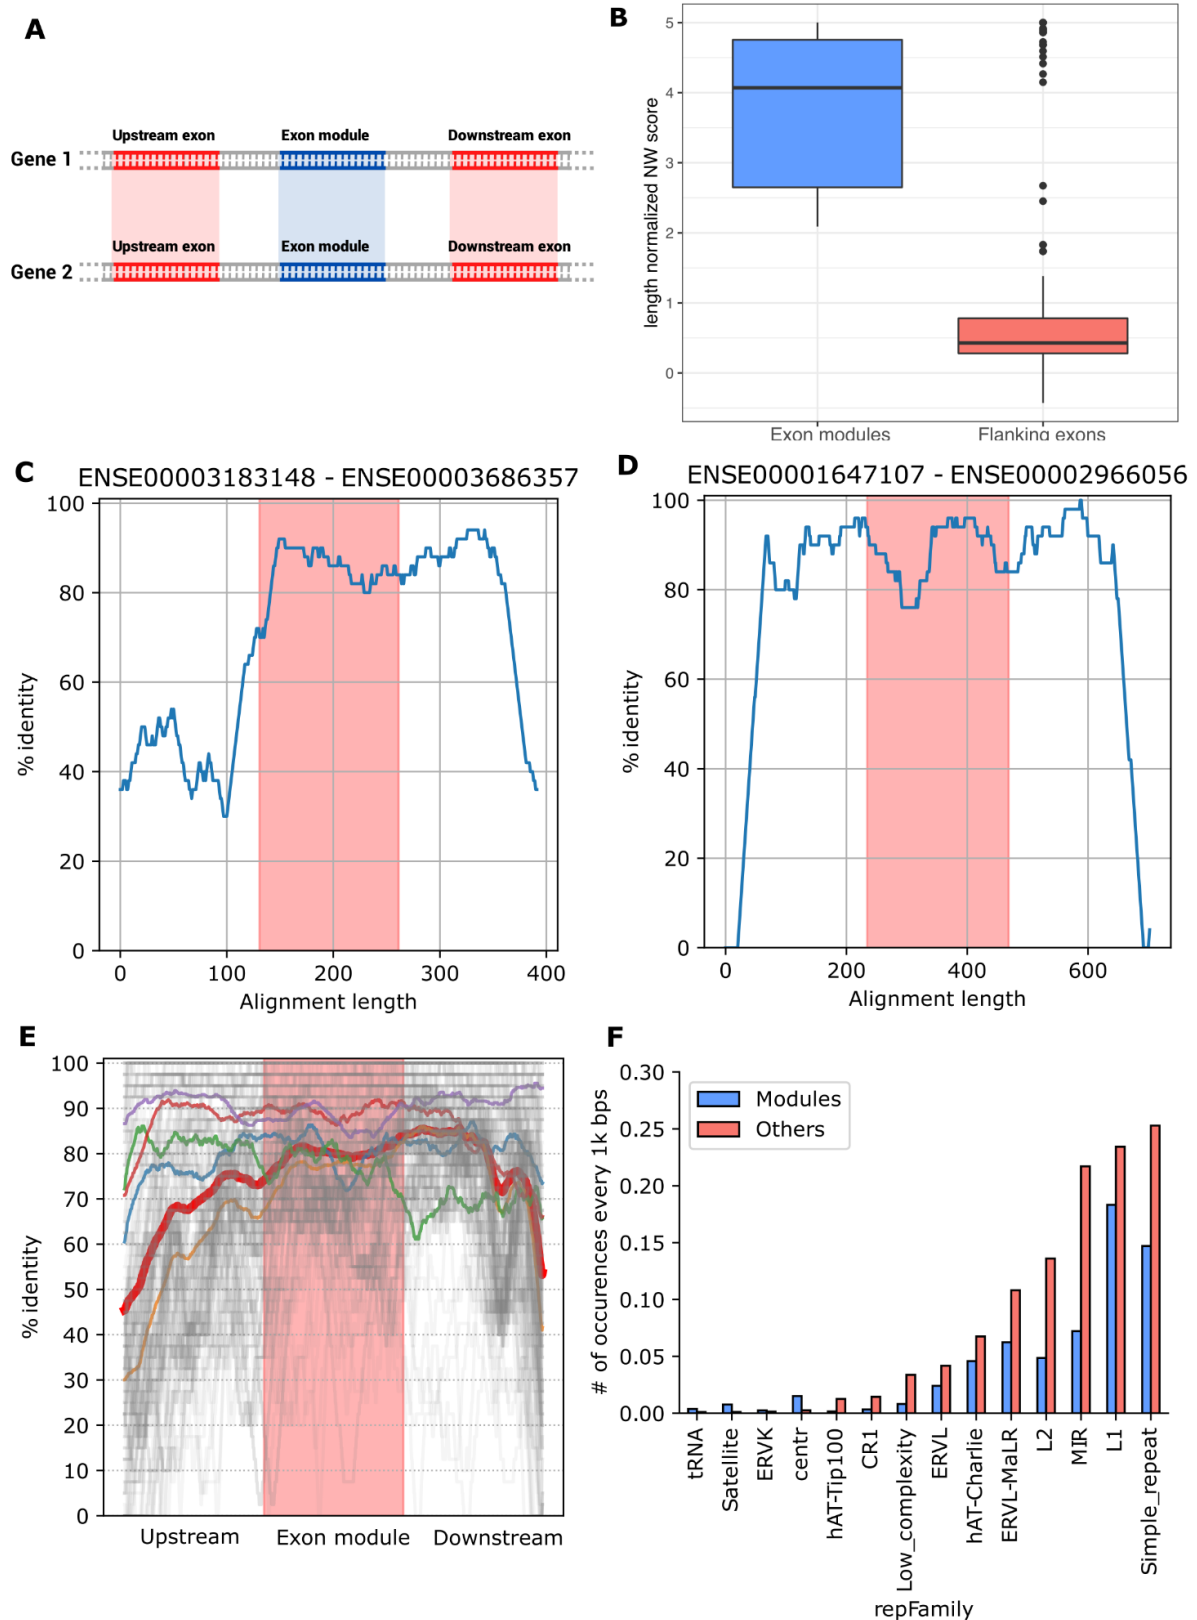 A
Upstream exon
Exon module
Downstream exon
Gene 1
Upstream exon
Exon module
Downstream exon
Gene 2
B
length normalized NW score
5
4
3
2
1
0
Exon modules
Flanking exons
C
ENSE00003183148 - ENSE00003686357
% identity
100
80
60
40
20
0
0 100 200 300 400
Alignment length
D
ENSE00001647107 - ENSE00002966056
% identity
100
80
60
40
20
0
0 200 400 600
Alignment length
E
% identity
100
90
80
70
60
50
40
30
20
10
0
Upstream
Exon module
Downstream
F
# of occurences every 1k bps
0.30
0.25
0.20
0.15
0.10
0.05
0.00
Modules
Others
tRNA
Satellite
ERVK
centr
hAT-Tip100
CR1
Low_complexity
ERVL
hAT-Charlie
ERVL-MaLR
L2
MIR
L1
Simple_repeat
repFamily